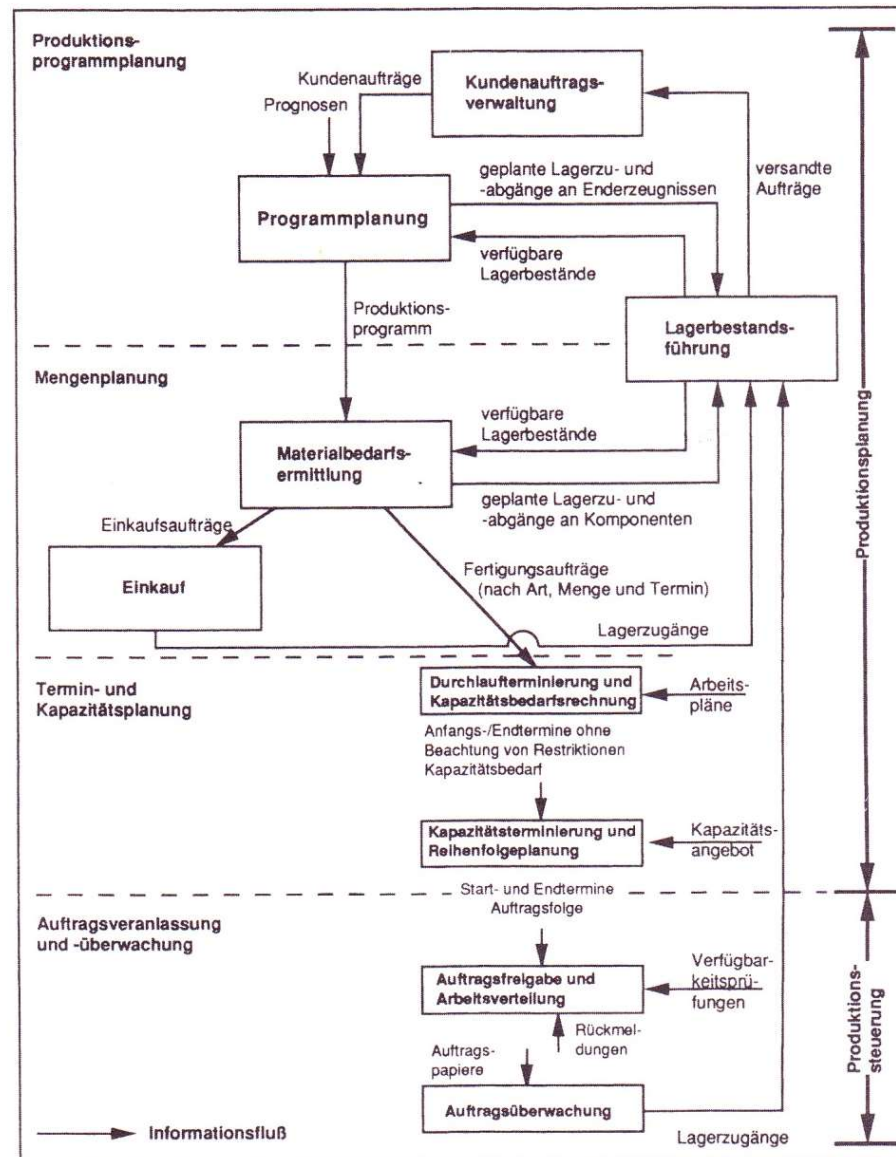 Produktions-
programmplanung
Kundenaufträge
Prognosen
Kundenauftrags-
verwaltung
geplante Lagerzu- und
-abgänge an Enderzeugnissen
versandte
Aufträge
Programmplanung
verfügbare
Lagerbestände
Produktions-
programm
Lagerbestands-
führung
Mengenplanung
verfügbare
Lagerbestände
Materialbedarfs-
ermittlung
geplante Lagerzu- und
-abgänge an Komponenten
Einkaufsaufträge
Einkauf
Fertigungsaufträge
(nach Art, Menge und Termin)
Lagerzugänge
Produktionsplanung
Termin- und
Kapazitätsplanung
Durchlaufterminierung und
Kapazitätsbedarfsrechnung
Arbeits-
pläne
Anfangs-/Endtermine ohne
Beachtung von Restriktionen
Kapazitätsbedarf
Kapazitätsterminierung und
Reihenfolgeplanung
Kapazitäts-
angebot
Start- und Endtermine
Auftragsfolge
Auftragsveranlassung
und -überwachung
Auftragsfreigabe und
Arbeitsverteilung
Verfügbar-
keitsprü-
fungen
Rückmel-
dungen
Auftrags-
papiere
Auftragsüberwachung
Lagerzugänge
Produktions-
steuerung
Informationsfluß